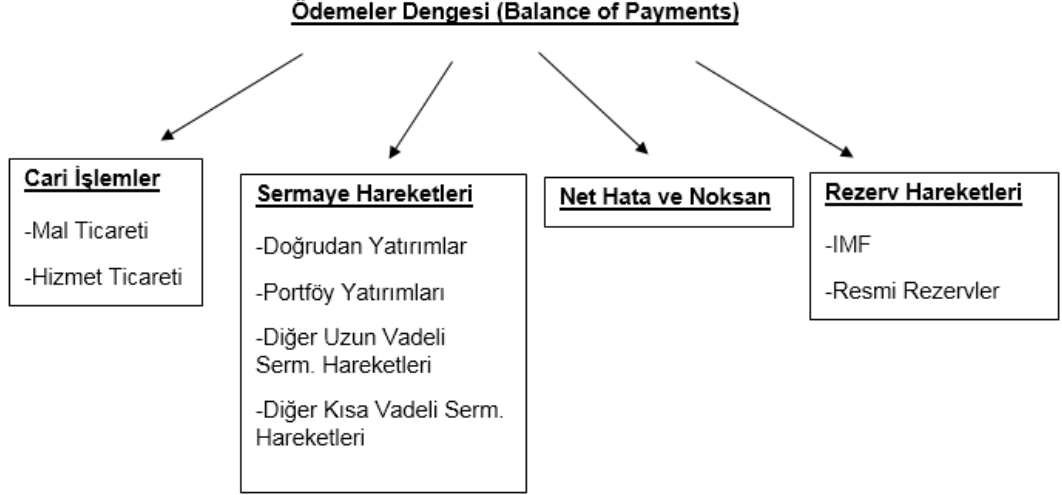 Ödemeler Dengesi (Balance of Payments)
Cari İşlemler
-Mal Ticareti
-Hizmet Ticareti
Sermaye Hareketleri
-Doğrudan Yatırımlar
-Portföy Yatırımları
-Diğer Uzun Vadeli
Serm. Hareketleri
-Diğer Kısa Vadeli Serm.
Hareketleri
Net Hata ve Noksan
Rezerv Hareketleri
-IMF
-Resmi Rezervler